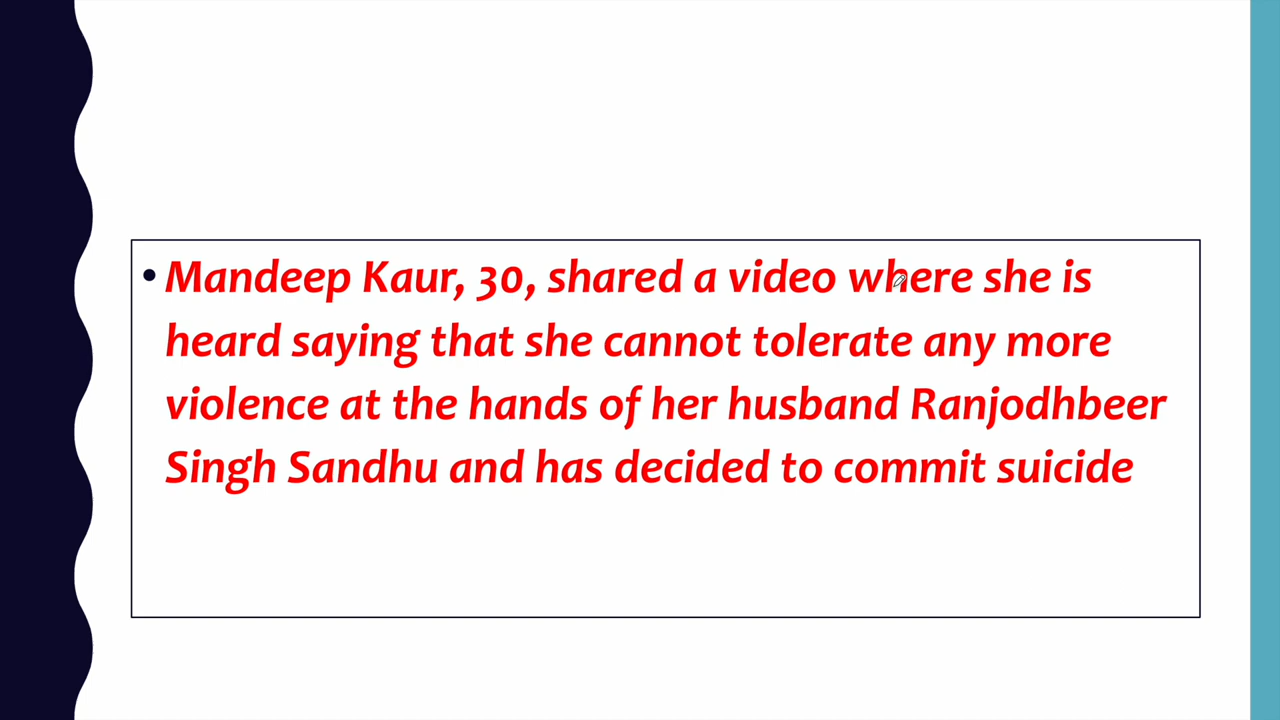 • Mandeep Kaur, 30, shared a video where she is
heard saying that she cannot tolerate any more
violence at the hands of her husband Ranjodhbeer
Singh Sandhu and has decided to commit suicide